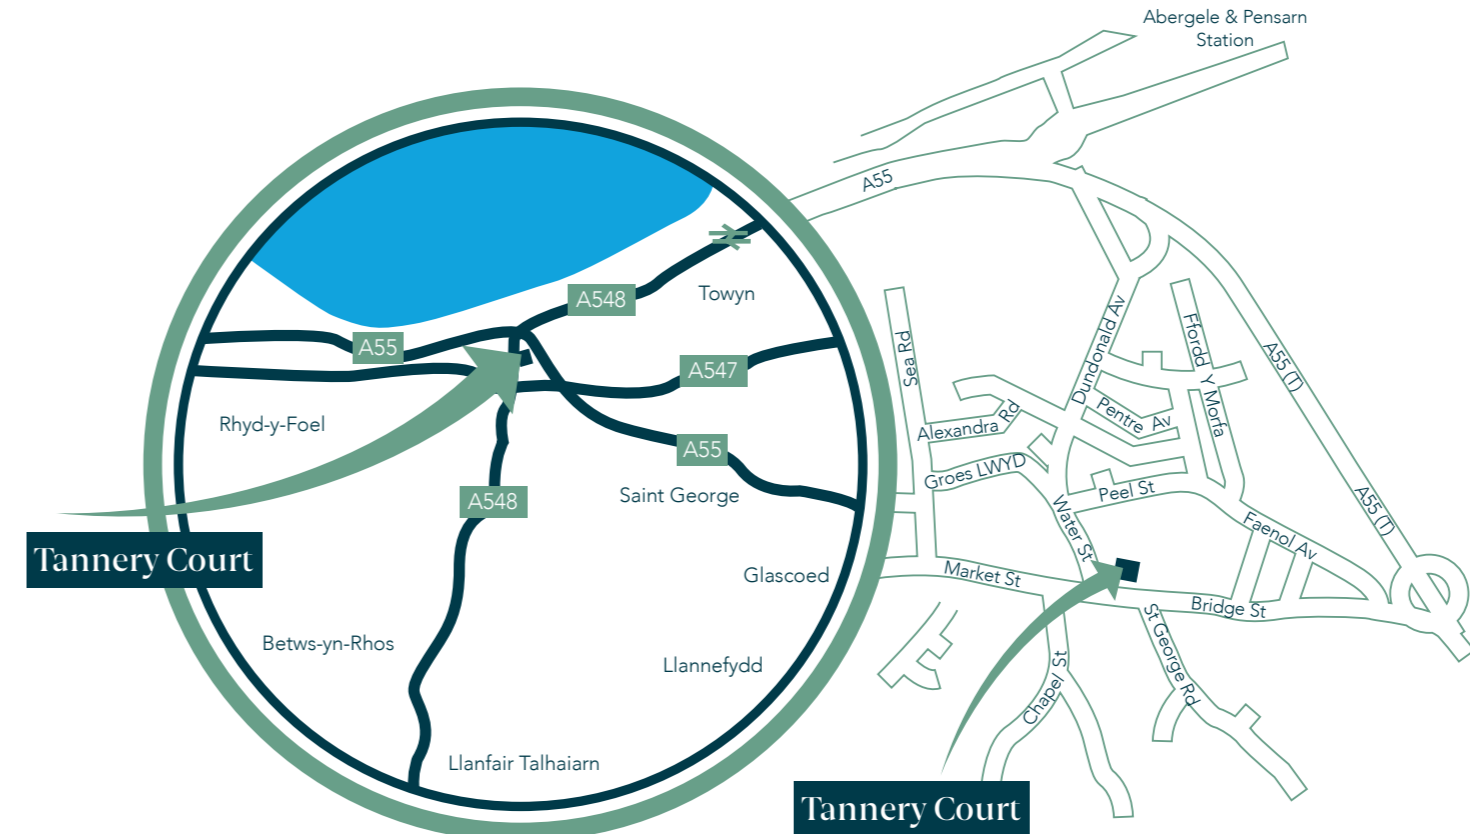 Abergele & Pensarn
Station
A55
A548
Towyn
A55
A547
Rhyd-y-Foel
A55
Saint George
A548
Tannery Court
Glascoed
Betws-yn-Rhos
Llannefydd
Llanfair Talhaiarn
Sea Rd
Dundonald Av
Ffordd Y Morfa
A55 (T)
Alexandra Rd
Pentre Av
Groes LWYD
Peel St
Water St
Faenol Av
A55 (T)
Market St
Bridge St
St George Rd
Chapel St
Tannery Court